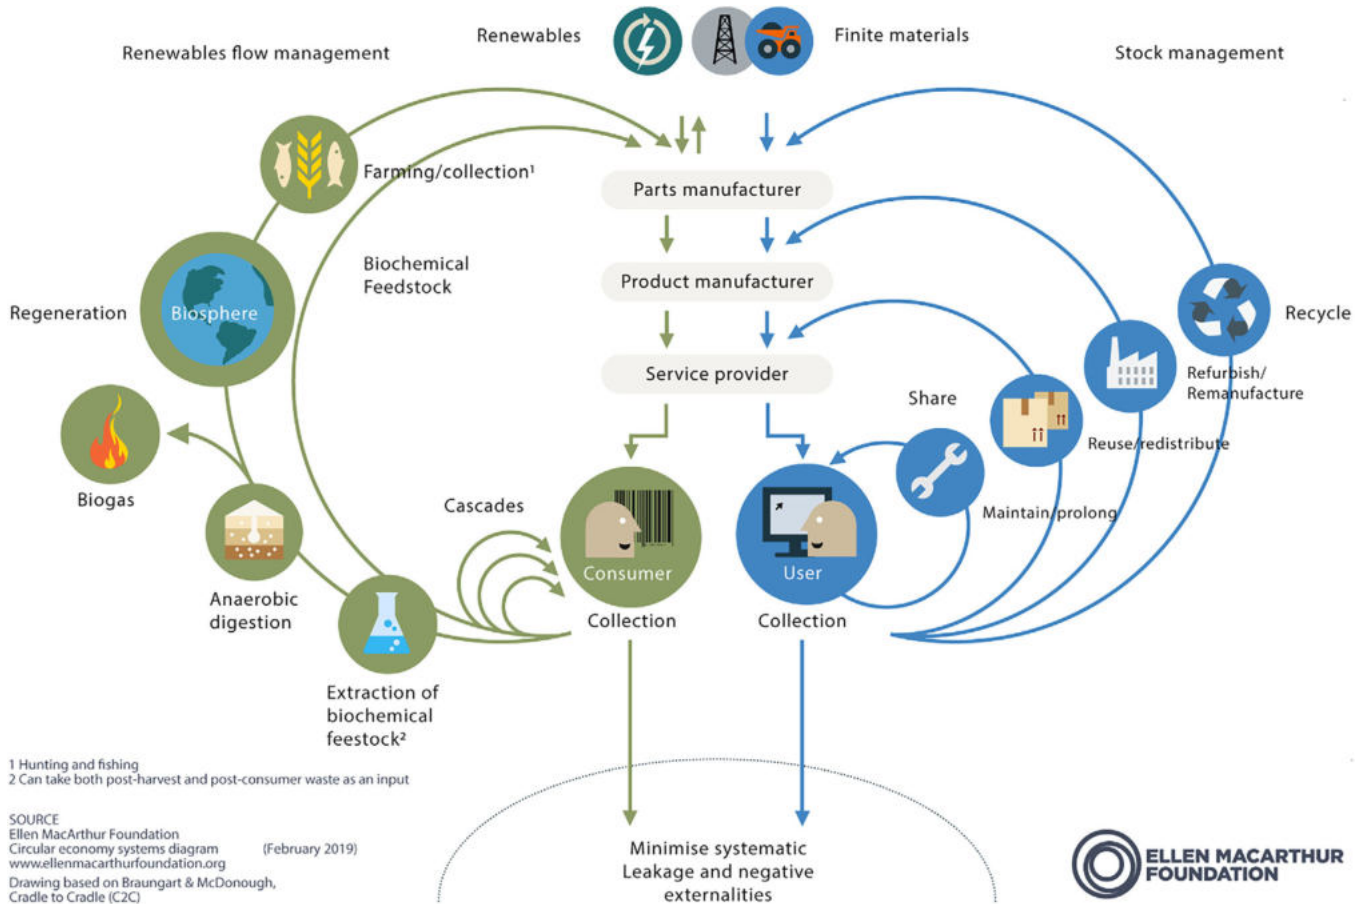 Renewables flow management
Renewables
Finite materials
Stock management
Farming/collection¹
Parts manufacturer
Biochemical
Feedstock
Product manufacturer
Regeneration
Biosphere
Recycle
Service provider
Refurbish/
Remanufacture
Share
Reuse/redistribute
Biogas
Cascades
Maintain/prolong
Consumer
User
Anaerobic
digestion
Collection
Collection
Extraction of
biochemical
feestock²
1 Hunting and fishing
2 Can take both post-harvest and post-consumer waste as an input
SOURCE
Ellen MacArthur Foundation
Circular economy systems diagram (February 2019)
www.ellenmacarthurfoundation.org
Drawing based on Braungart & McDonough,
Cradle to Cradle (C2C)
Minimise systematic
Leakage and negative
externalities
ELLEN MACARTHUR
FOUNDATION